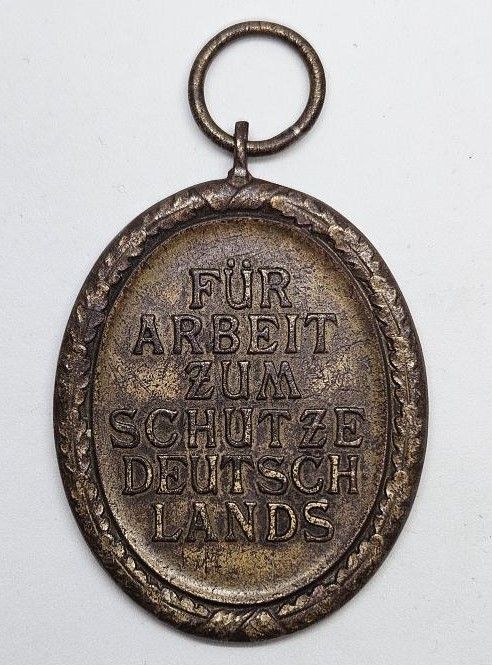 FÜR
ARBEIT
ZUM
SCHUTZE
DEUTSCH
LANDS